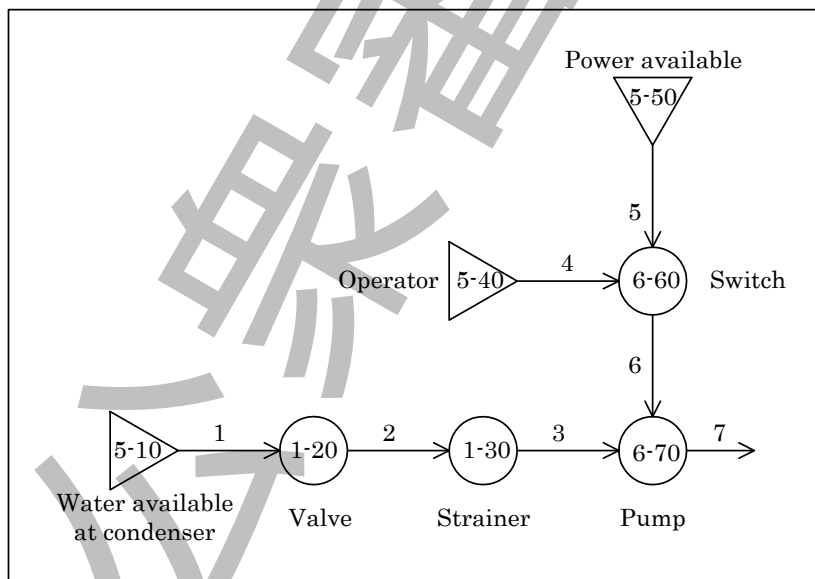 Power available
5-50
5
Operator
5-40
4
6-60
Switch
6
5-10
1
1-20
2
1-30
3
6-70
7
Water available
at condenser
Valve
Strainer
Pump